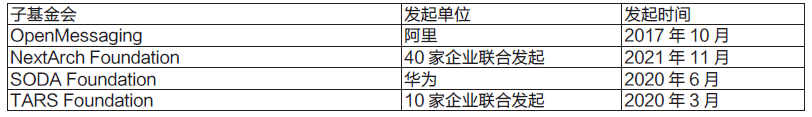 子基金会 发起单位 发起时间
OpenMessaging 阿里 2017 年 10 月
NextArch Foundation 40 家企业联合发起 2021 年 11 月
SODA Foundation 华为 2020 年 6 月
TARS Foundation 10 家企业联合发起 2020 年 3 月